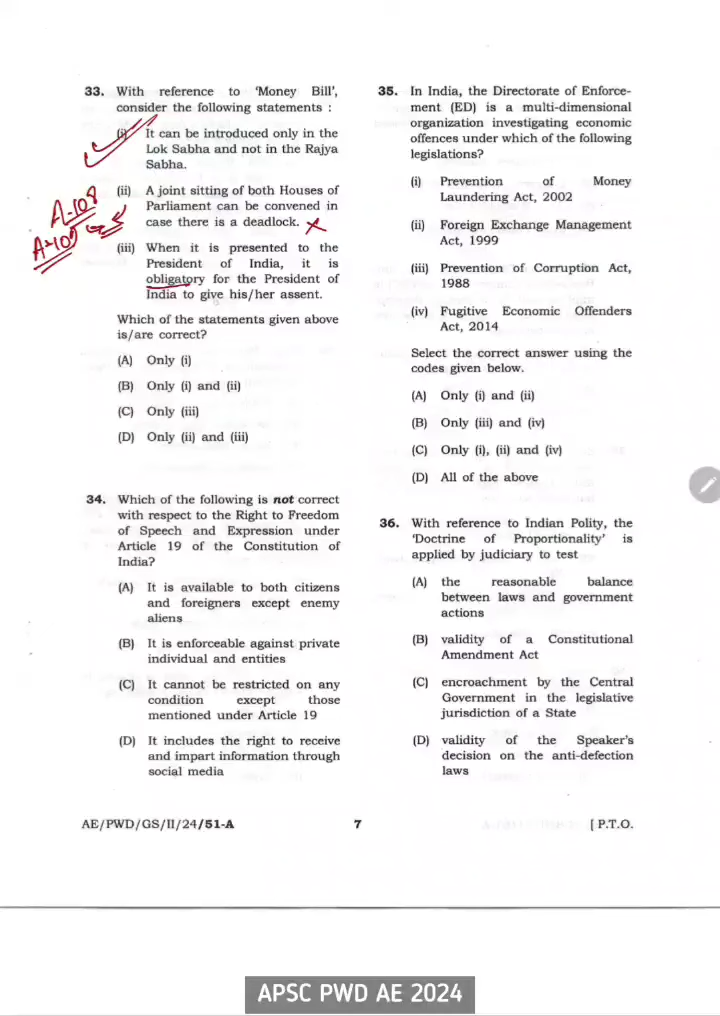 33. With reference to 'Money Bill',
consider the following statements :
(i) It can be introduced only in the
Lok Sabha and not in the Rajya
Sabha.
(ii) A joint sitting of both Houses of
Parliament can be convened in
case there is a deadlock.
A-108
A-109
(iii) When it is presented to the
President of India, it is
obligatory for the President of
India to give his/her assent.
Which of the statements given above
is/are correct?
(A) Only (i)
(B) Only (i) and (ii)
(C) Only (iii)
(D) Only (ii) and (iii)
34. Which of the following is not correct
with respect to the Right to Freedom
of Speech and Expression under
Article 19 of the Constitution of
India?
(A) It is available to both citizens
and foreigners except enemy
aliens
(B) It is enforceable against private
individual and entities
(C) It cannot be restricted on any
condition except those
mentioned under Article 19
(D) It includes the right to receive
and impart information through
social media
35. In India, the Directorate of Enforce-
ment (ED) is a multi-dimensional
organization investigating economic
offences under which of the following
legislations?
(i) Prevention of Money
Laundering Act, 2002
(ii) Foreign Exchange Management
Act, 1999
(iii) Prevention of Corruption Act,
1988
(iv) Fugitive Economic Offenders
Act, 2014
Select the correct answer using the
codes given below.
(A) Only (i) and (ii)
(B) Only (iii) and (iv)
(C) Only (i), (ii) and (iv)
(D) All of the above
36. With reference to Indian Polity, the
'Doctrine of Proportionality' is
applied by judiciary to test
(A) the reasonable balance
between laws and government
actions
(B) validity of a Constitutional
Amendment Act
(C) encroachment by the Central
Government in the legislative
jurisdiction of a State
(D) validity of the Speaker's
decision on the anti-defection
laws
AE/PWD/GS/II/24/51-A
7
[ P.T.O.
APSC PWD AE 2024